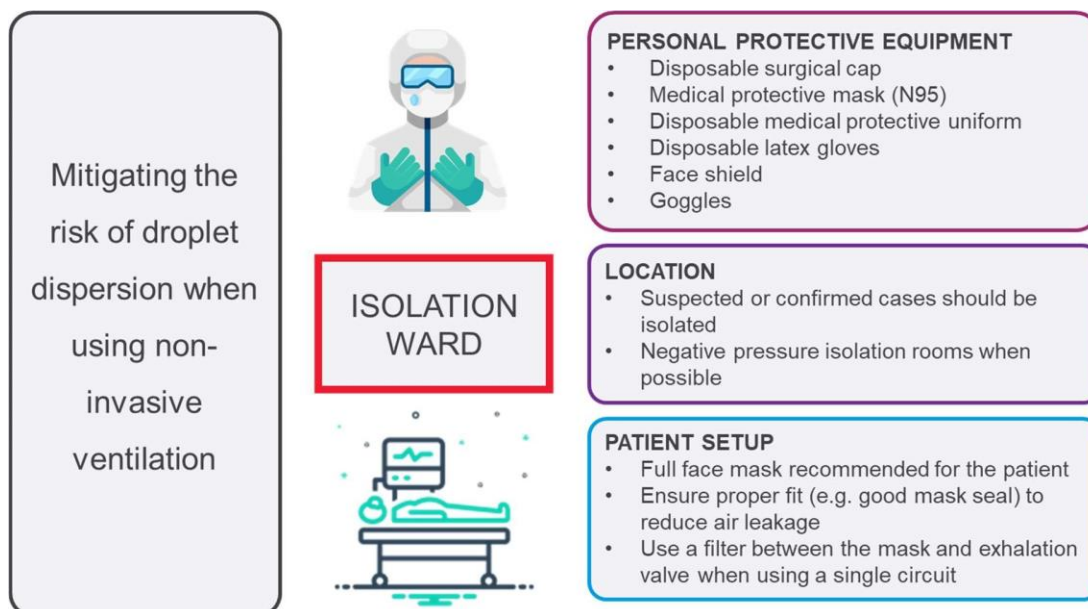 Mitigating the
risk of droplet
dispersion when
using non-
invasive
ventilation
ISOLATION
WARD
PERSONAL PROTECTIVE EQUIPMENT
• Disposable surgical cap
• Medical protective mask (N95)
• Disposable medical protective uniform
• Disposable latex gloves
• Face shield
• Goggles
LOCATION
• Suspected or confirmed cases should be
isolated
• Negative pressure isolation rooms when
possible
PATIENT SETUP
• Full face mask recommended for the patient
• Ensure proper fit (e.g. good mask seal) to
reduce air leakage
• Use a filter between the mask and exhalation
valve when using a single circuit